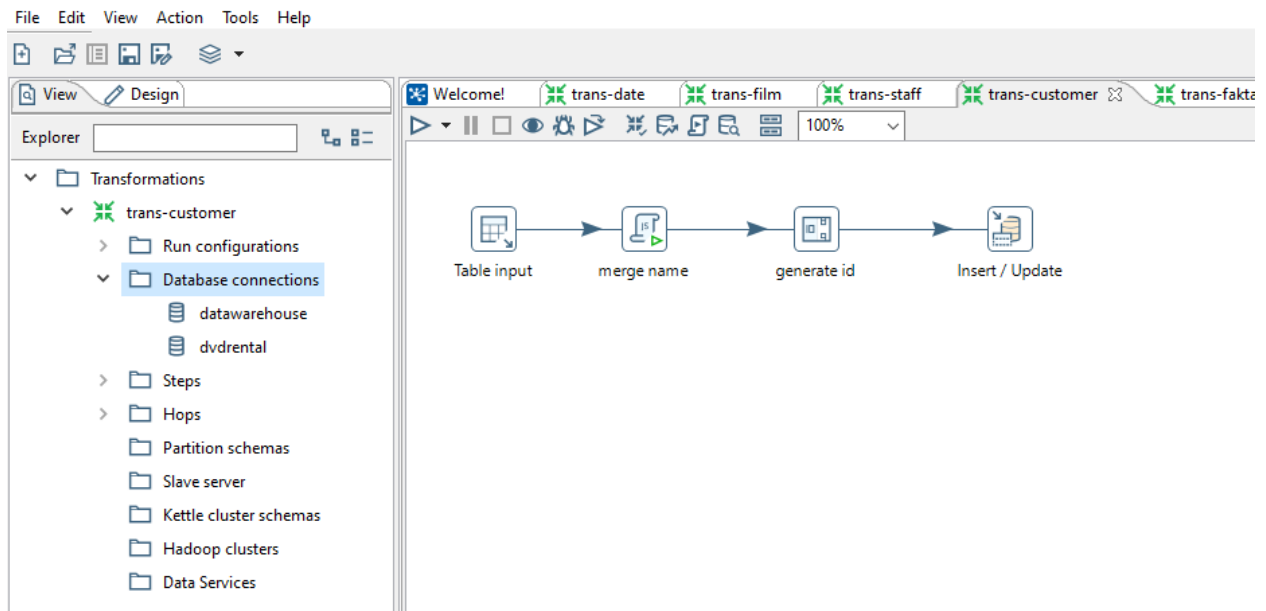 File Edit View Action Tools Help
View Design
Welcome! trans-date trans-film trans-staff trans-customer trans-fakta
Explorer
100%
Transformations
trans-customer
Run configurations
Database connections
datawarehouse
dvdrental
Steps
Hops
Partition schemas
Slave server
Kettle cluster schemas
Hadoop clusters
Data Services
Table input merge name generate id Insert / Update